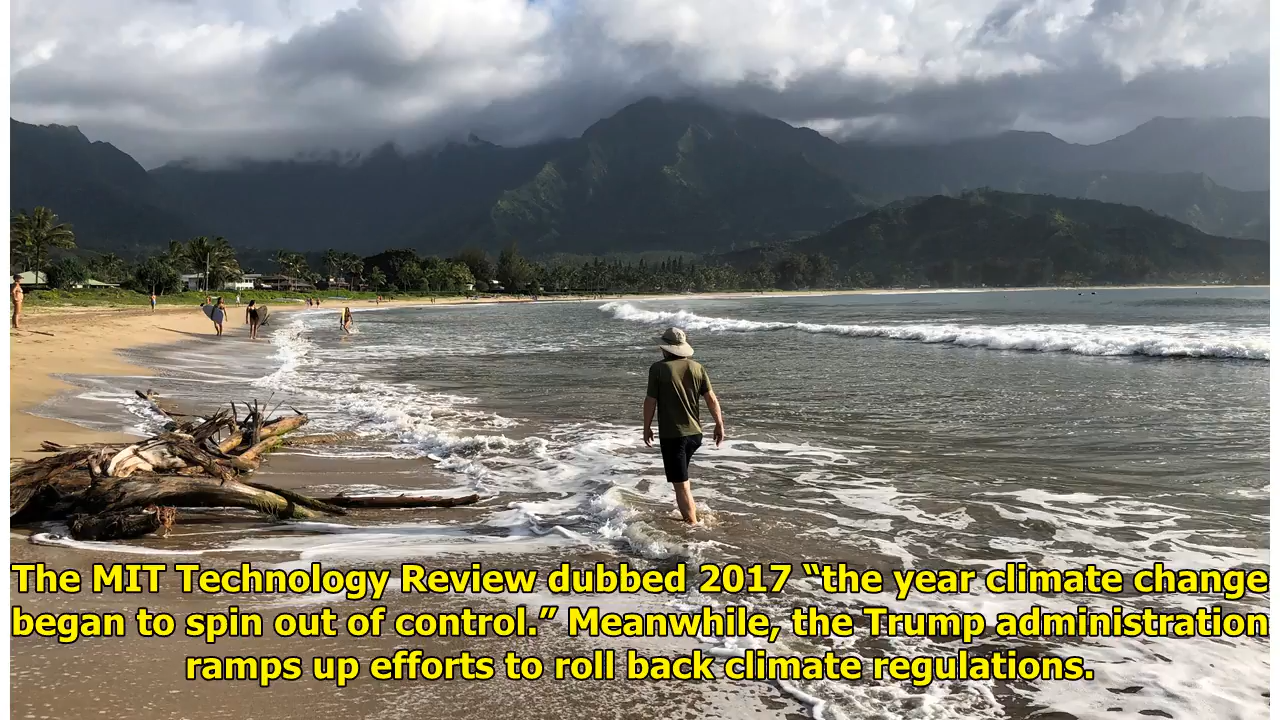 The MIT Technology Review dubbed 2017 “the year climate change
began to spin out of control.” Meanwhile, the Trump administration
ramps up efforts to roll back climate regulations.